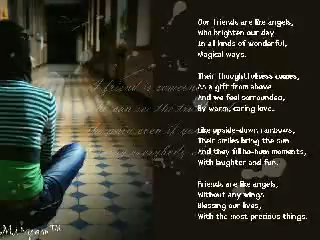 Our friends are like angels,
Who brighten our day
In all kinds of wonderful,
Magical ways.
Their thoughtfulness comes,
As a gift from above
And we feel surrounded,
By warm, caring love.
Like upside-down rainbows,
Their smiles bring the sun
And they fill ho-hum moments,
With laughter and fun.
Friends are like angels,
Without any wings.
Blessing our lives,
With the most precious things.
A friend is someone